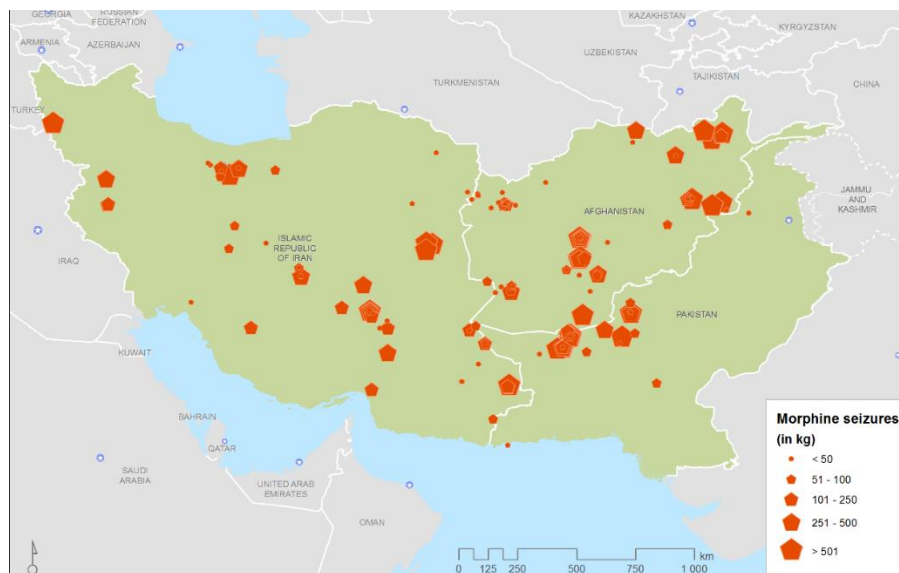 GEORGIA
RUSSIAN
FEDERATION
KAZAKHSTAN
KYRGYZSTAN
ARMENIA
AZERBAIJAN
UZBEKISTAN
TURKMENISTAN
TAJIKISTAN
CHINA
TURKEY
JAMMU
AND
KASHMIR
AFGHANISTAN
ISLAMIC
REPUBLIC
OF IRAN
IRAQ
PAKISTAN
KUWAIT
BAHRAIN
QATAR
SAUDI
ARABIA
UNITED ARAB
EMIRATES
OMAN
Morphine seizures
(in kg)
< 50
51 - 100
101 - 250
251 - 500
> 501
km
0 125 250 500 750 1 000